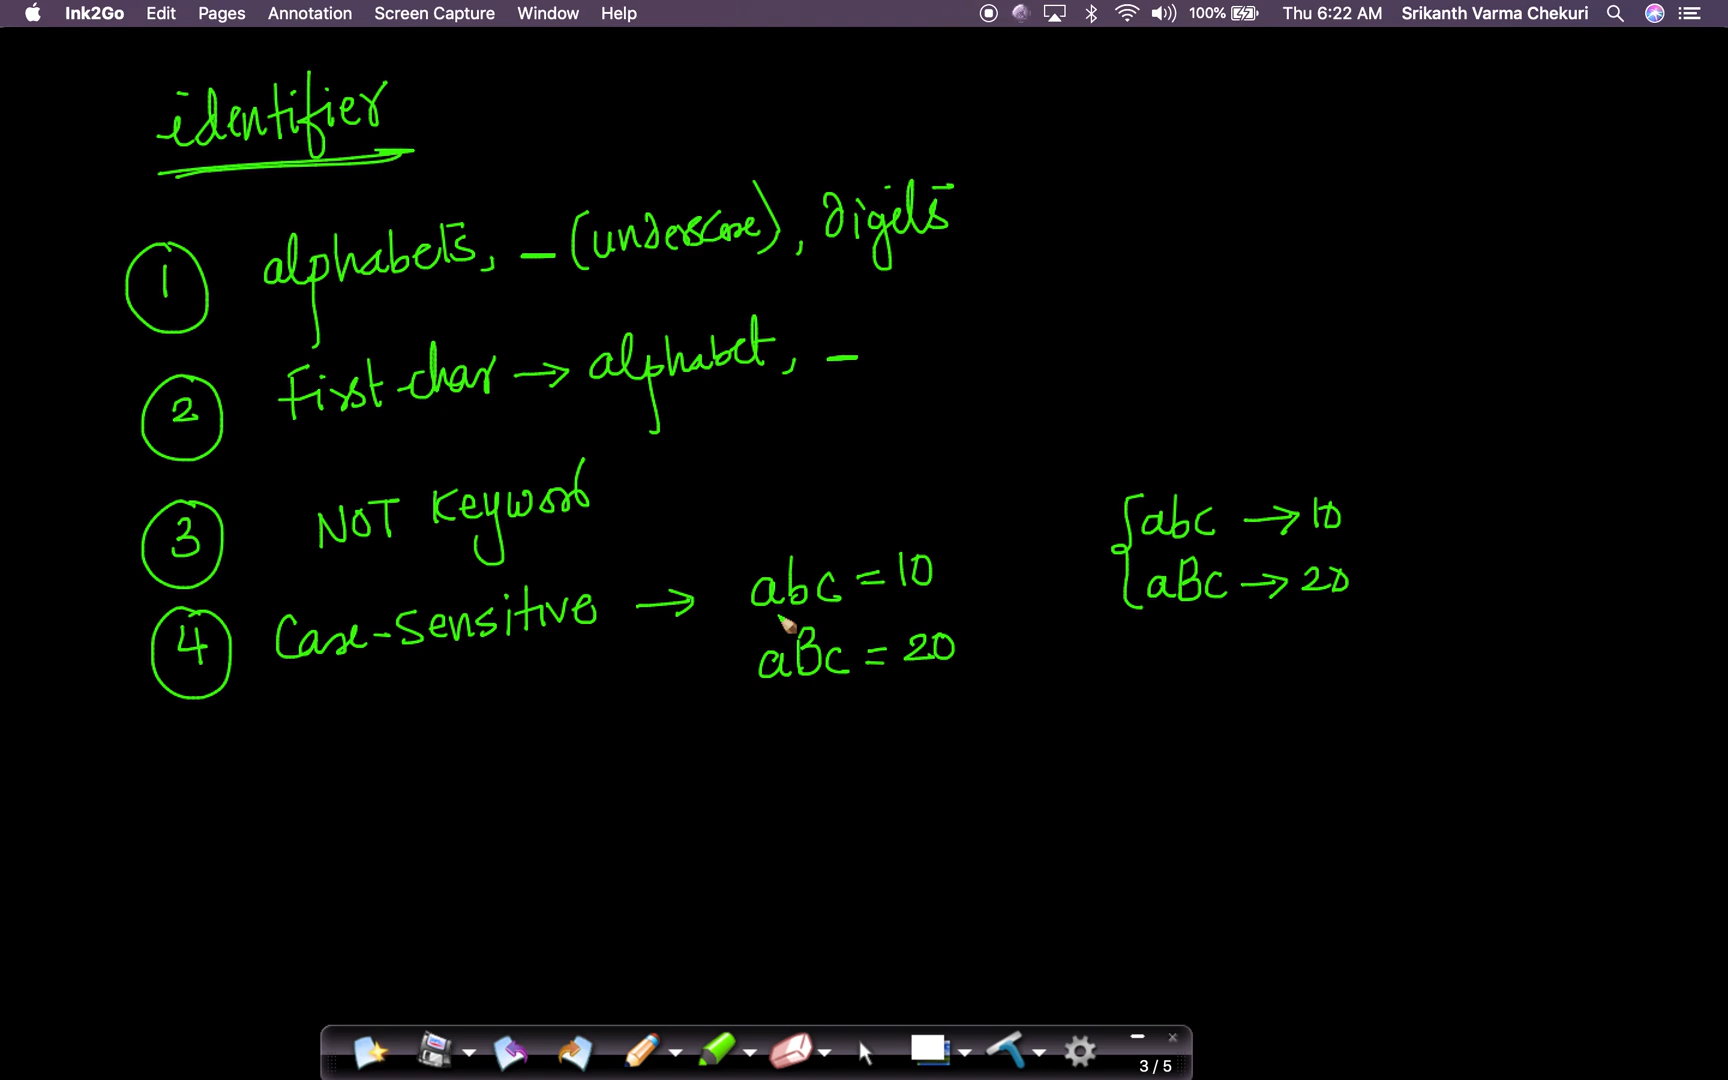 Ink2Go Edit Pages Annotation Screen Capture Window Help 100% Thu 6:22 AM Srikanth Varma Chekuri
identifier
1 alphabets, _ (underscore), digits
2 First char → alphabet, _
3 NOT Keyword
4 Case-Sensitive → abc = 10
aBc = 20
abc → 10
aBc → 20
3 / 5